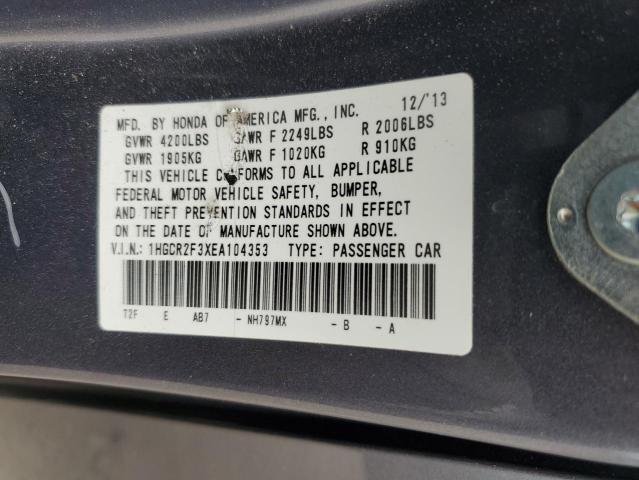 MFD. BY HONDA OF AMERICA MFG., INC. 12/'13
GVWR 4200LBS GAWR F 2249LBS R 2006LBS
GVWR 1905KG GAWR F 1020KG R 910KG
THIS VEHICLE CONFORMS TO ALL APPLICABLE
FEDERAL MOTOR VEHICLE SAFETY, BUMPER,
AND THEFT PREVENTION STANDARDS IN EFFECT
ON THE DATE OF MANUFACTURE SHOWN ABOVE.
V.I.N.: 1HGCR2F3XEA104353 TYPE: PASSENGER CAR
T2F E AB7 - NH797MX - B - A